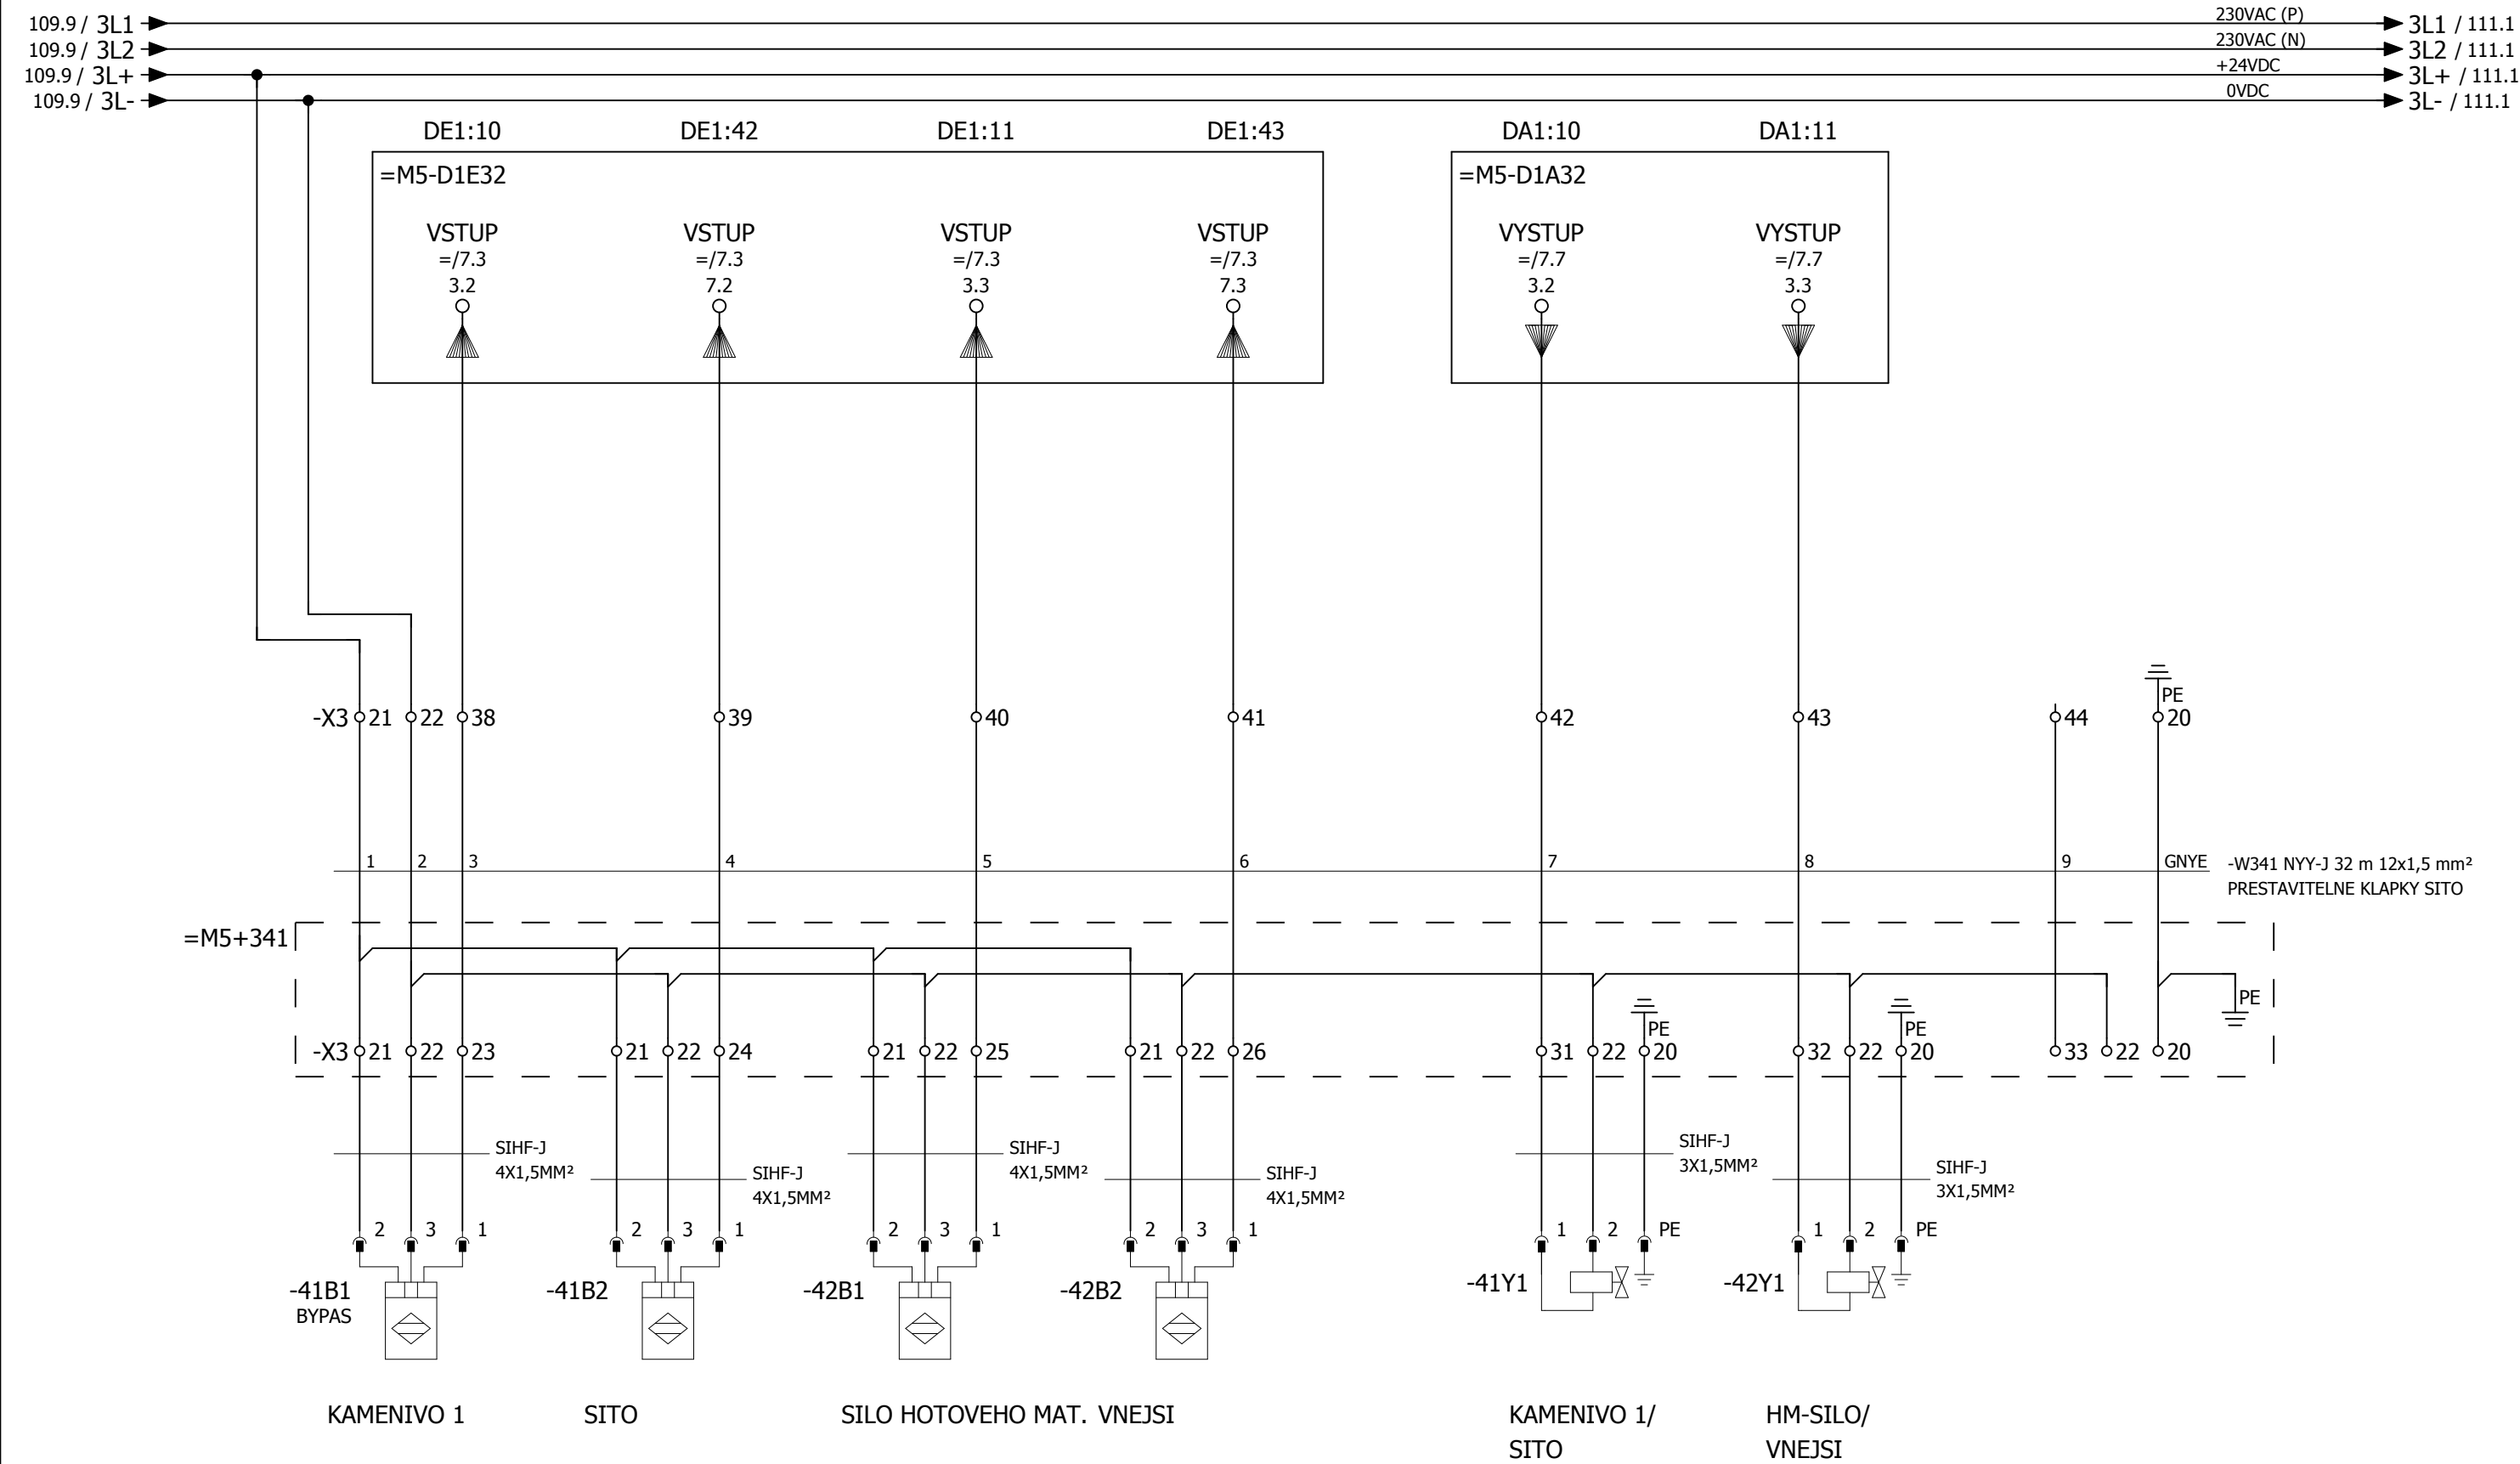 109.9 / 3L1 230VAC (P) 3L1 / 111.1
109.9 / 3L2 230VAC (N) 3L2 / 111.1
109.9 / 3L+ +24VDC 3L+ / 111.1
109.9 / 3L- 0VDC 3L- / 111.1
DE1:10 DE1:42 DE1:11 DE1:43 DA1:10 DA1:11
=M5-D1E32 =M5-D1A32
VSTUP VSTUP VSTUP VSTUP VYSTUP VYSTUP
=/7.3 =/7.3 =/7.3 =/7.3 =/7.7 =/7.7
3.2 7.2 3.3 7.3 3.2 3.3
PE
-X3 21 22 38 39 40 41 42 43 44 20
1 2 3 4 5 6 7 8 9 GNYE -W341 NYY-J 32 m 12x1,5 mm²
PRESTAVITELNE KLAPKY SITO
=M5+341
PE
PE PE
-X3 21 22 23 21 22 24 21 22 25 21 22 26 31 22 20 32 22 20 33 22 20
SIHF-J SIHF-J SIHF-J
4X1,5MM² 4X1,5MM² 3X1,5MM²
SIHF-J SIHF-J SIHF-J
4X1,5MM² 4X1,5MM² 3X1,5MM²
2 3 1 2 3 1 2 3 1 2 3 1 1 2 PE 1 2 PE
-41B1 -41B2 -42B1 -42B2 -41Y1 -42Y1
BYPAS
KAMENIVO 1 SITO SILO HOTOVEHO MAT. VNEJSI KAMENIVO 1/ HM-SILO/
SITO VNEJSI